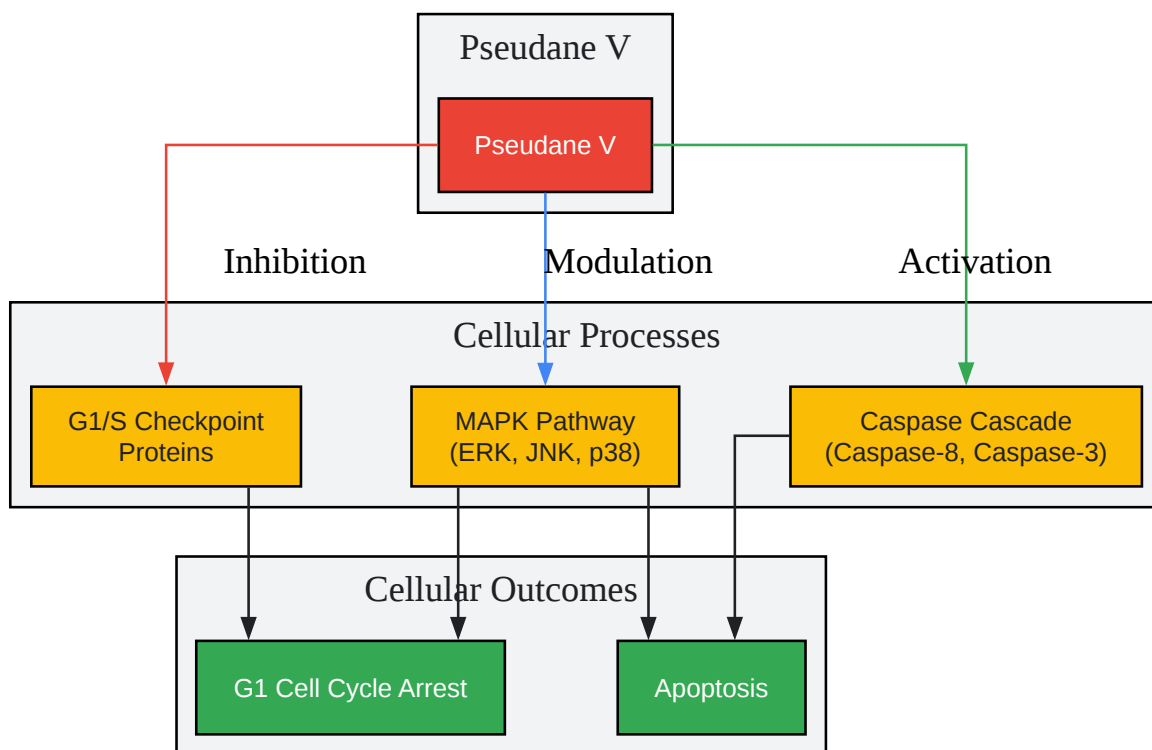 Pseudane V
Pseudane V
Inhibition
Modulation
Activation
Cellular Processes
G1/S Checkpoint
Proteins
MAPK Pathway
(ERK, JNK, p38)
Caspase Cascade
(Caspase-8, Caspase-3)
Cellular Outcomes
G1 Cell Cycle Arrest
Apoptosis